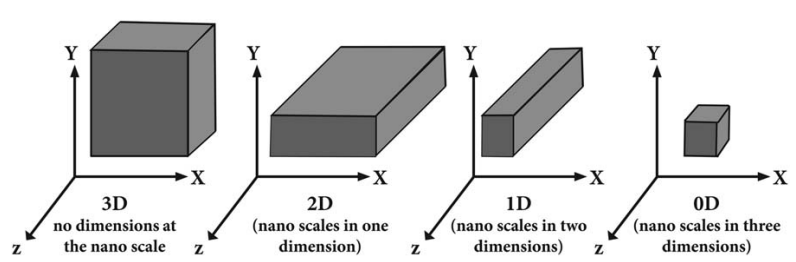 Y
X
z
3D
no dimensions at
the nano scale
Y
X
z
2D
(nano scales in one
dimension)
Y
X
z
1D
(nano scales in two
dimensions)
Y
X
z
0D
(nano scales in three
dimensions)